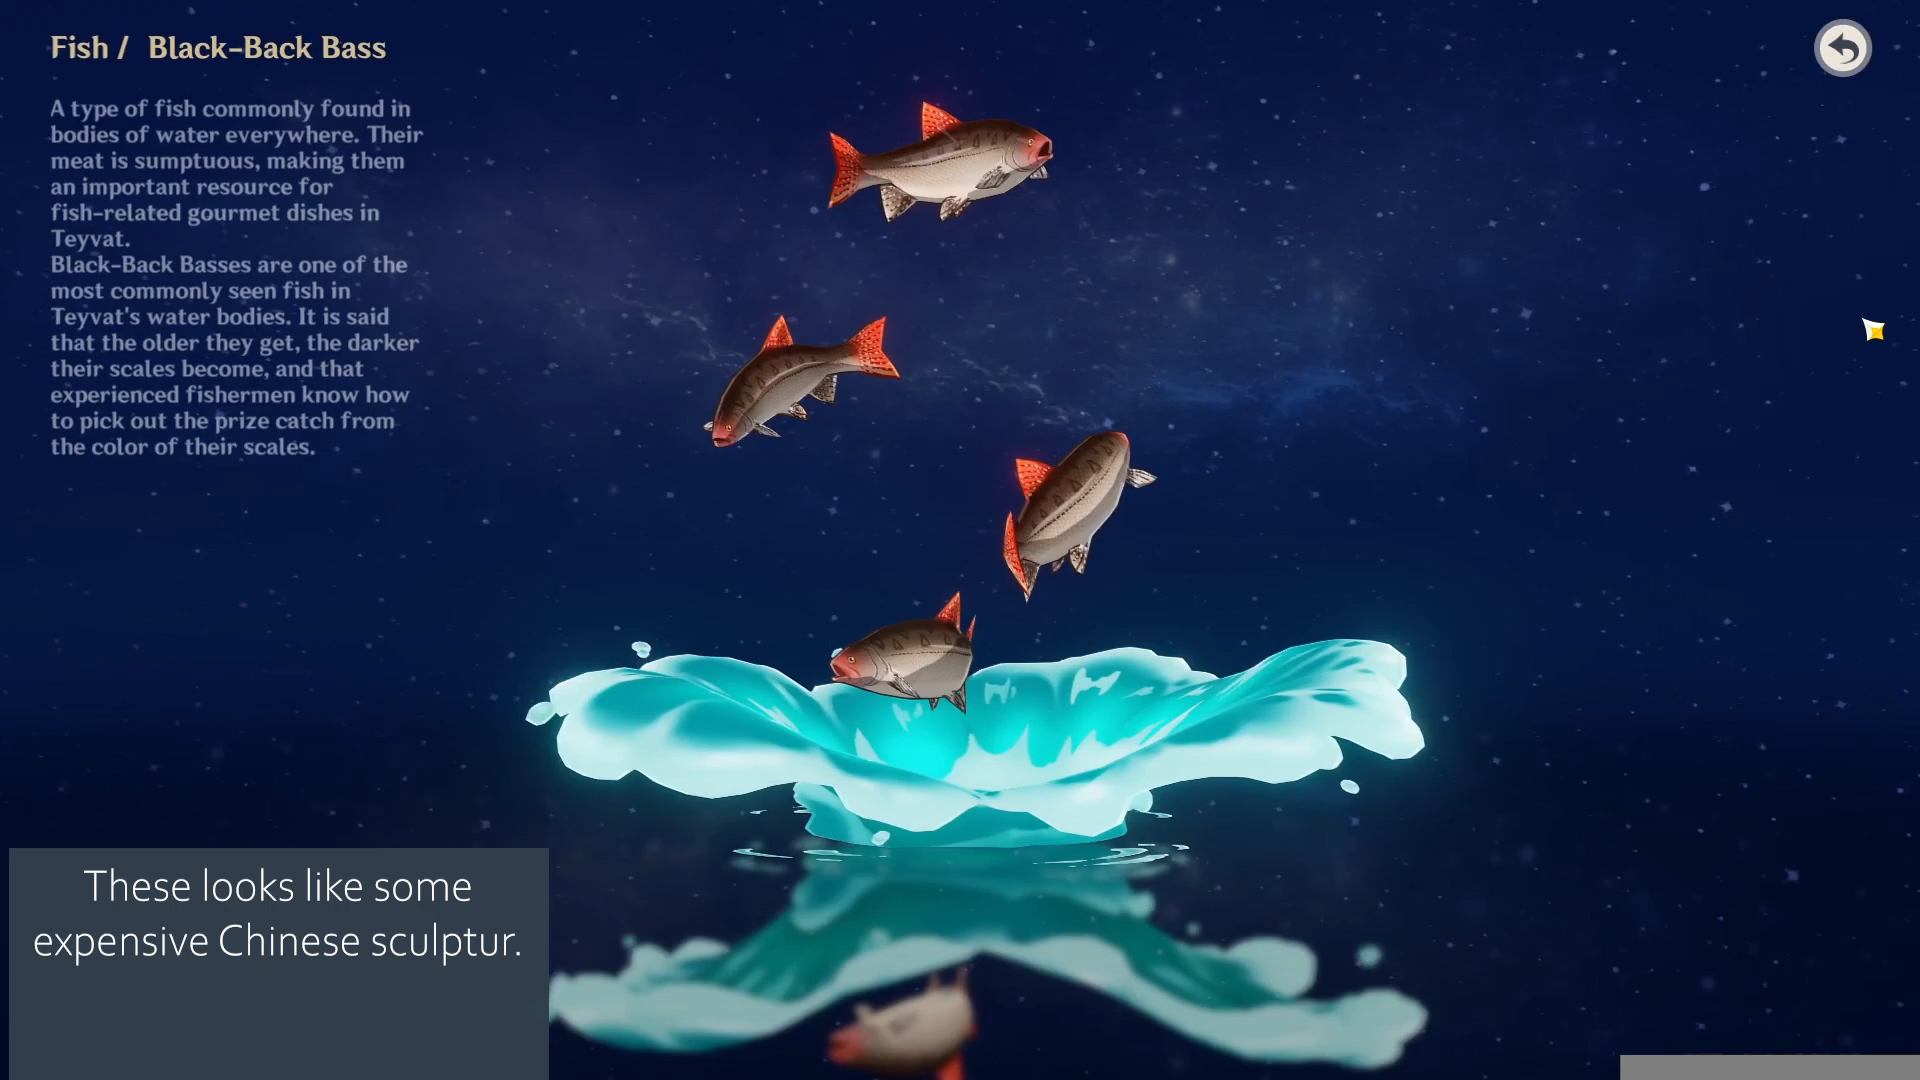 Fish / Black-Back Bass
A type of fish commonly found in
bodies of water everywhere. Their
meat is sumptuous, making them
an important resource for
fish-related gourmet dishes in
Teyvat.
Black-Back Basses are one of the
most commonly seen fish in
Teyvat's water bodies. It is said
that the older they get, the darker
their scales become, and that
experienced fishermen know how
to pick out the prize catch from
the color of their scales.
These looks like some
expensive Chinese sculptur.